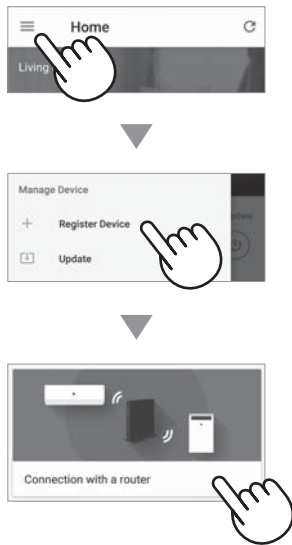 Home
Living
Manage Device
Register Device
Update
Connection with a router